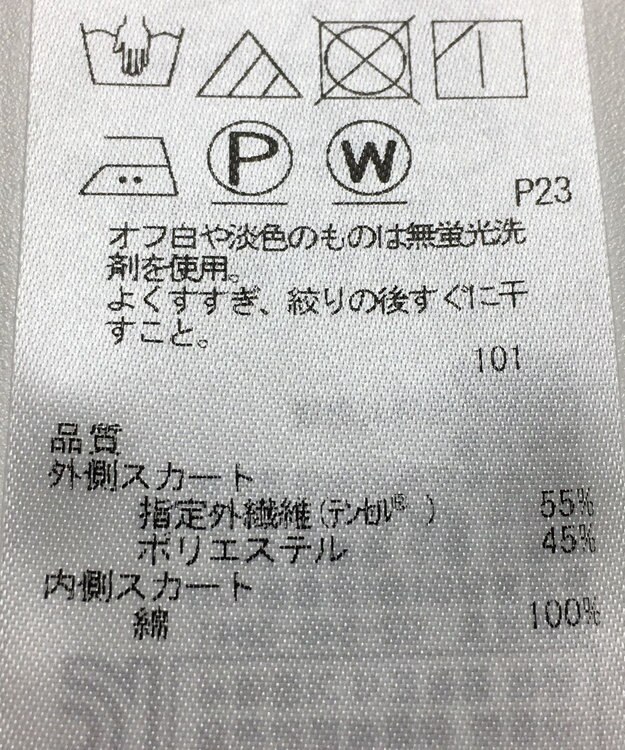 P W
P23
オフ白や淡色のものは無蛍光洗
剤を使用。
よくすすぎ、絞りの後すぐに干
すこと。
101
品質
外側スカート
指定外繊維(テンセル®) 55%
ポリエステル 45%
内側スカート
綿 100%